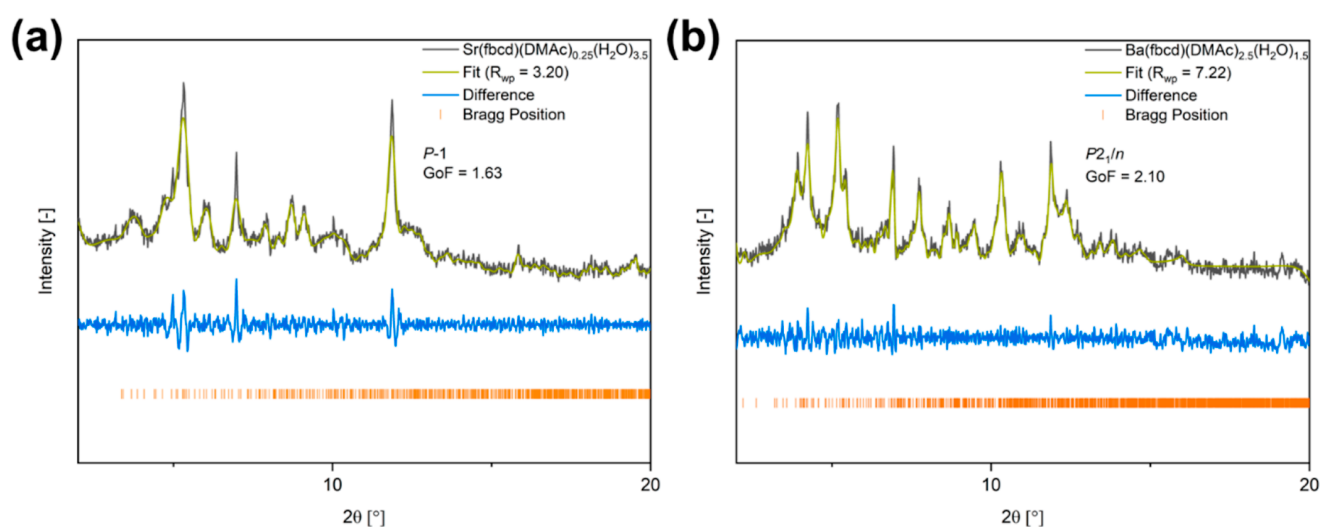 (a)
Sr(fbcd)(DMAc)0.25(H2O)3.5
Fit (Rwp = 3.20)
Difference
Bragg Position
P-1
GoF = 1.63
Intensity [-]
10
20
2θ [°]
(b)
Ba(fbcd)(DMAc)2.5(H2O)1.5
Fit (Rwp = 7.22)
Difference
Bragg Position
P21/n
GoF = 2.10
Intensity [-]
10
20
2θ [°]